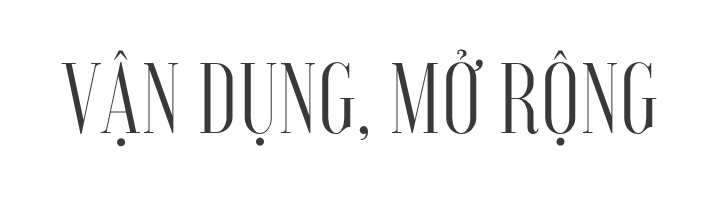 VẬN DỤNG, MỞ RỘNG